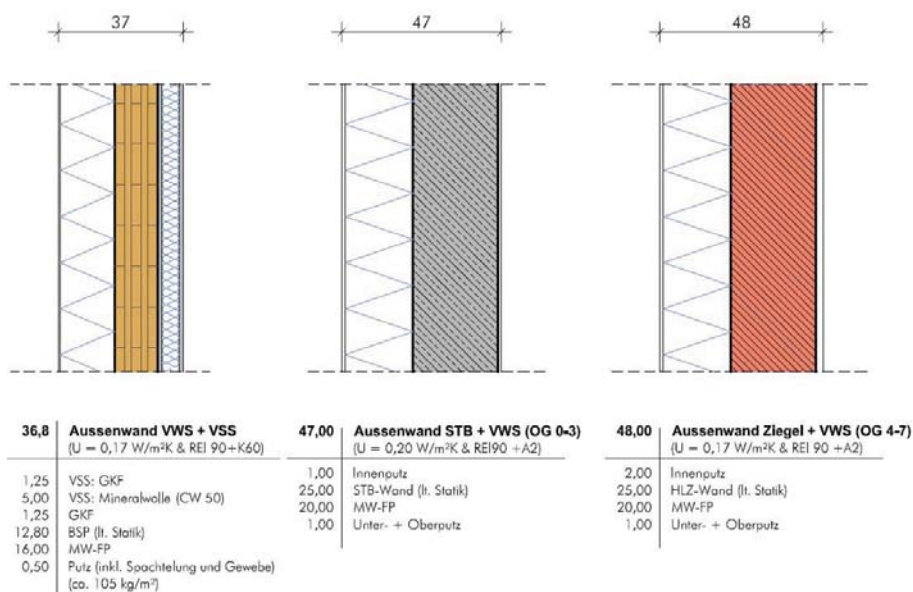 37
47
48
36,8 Aussenwand VWS + VSS
(U = 0,17 W/m²K & REI 90+K60)
1,25 VSS: GKF
5,00 VSS: Mineralwolle (CW 50)
1,25 GKF
12,80 BSP (lt. Statik)
16,00 MW-FP
0,50 Putz (inkl. Spachtelung und Gewebe)
(ca. 105 kg/m²)
47,00 Aussenwand STB + VWS (OG 0-3)
(U = 0,20 W/m²K & REI90 +A2)
1,00 Innenputz
25,00 STB-Wand (lt. Statik)
20,00 MW-FP
1,00 Unter- + Oberputz
48,00 Aussenwand Ziegel + VWS (OG 4-7)
(U = 0,17 W/m²K & REI 90 +A2)
2,00 Innenputz
25,00 HLZ-Wand (lt. Statik)
20,00 MW-FP
1,00 Unter- + Oberputz